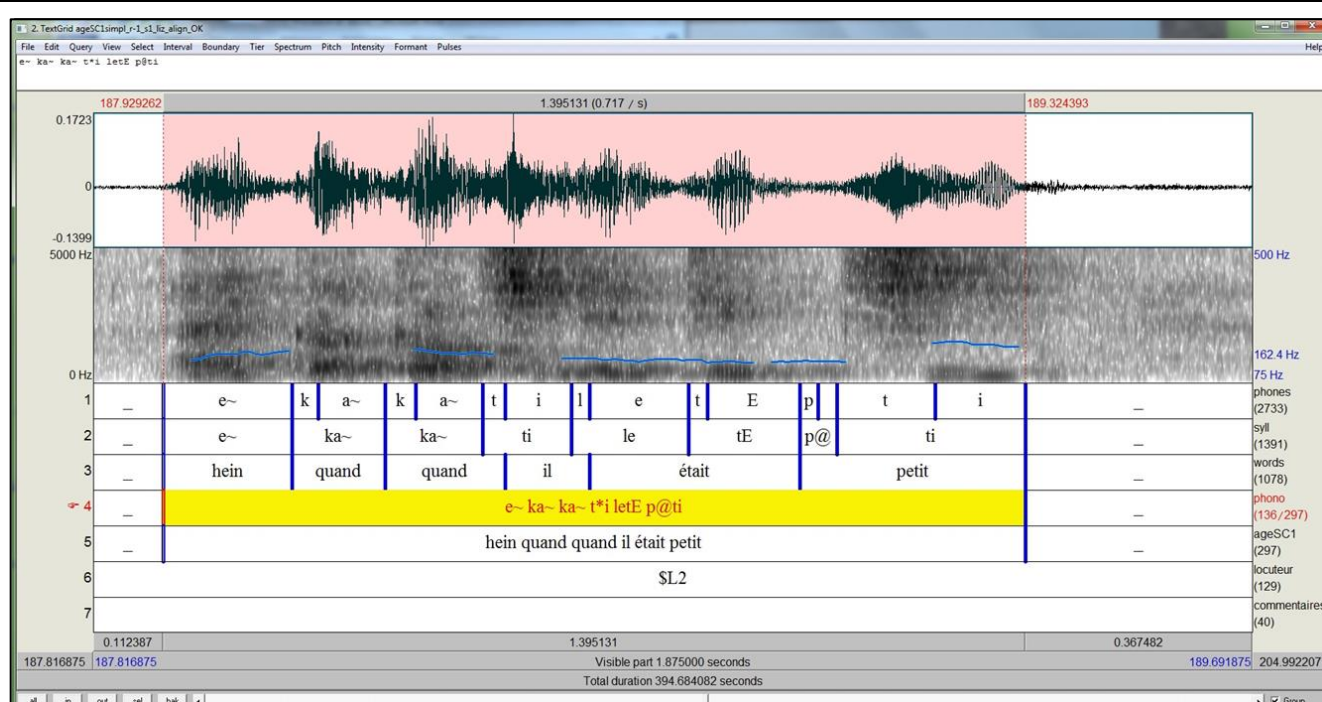 2. TextGrid ageSC1simpl_r-1_s1_liz_align_OK
File Edit Query View Select Interval Boundary Tier Spectrum Pitch Intensity Formant Pulses Help
e~ ka~ ka~ t*i letE p@ti
187.929262 1.395131 (0.717 / s) 189.324393
0.1723
0
-0.1399
5000 Hz 500 Hz
162.4 Hz
0 Hz 75 Hz
1 _ e~ k a~ k a~ t i l e t E p t i _ phones (2733)
2 _ e~ ka~ ka~ ti le tE p@ ti _ syll (1391)
3 _ hein quand quand il était petit _ words (1078)
4 _ e~ ka~ ka~ t*i letE p@ti _ phono (136/297)
5 _ hein quand quand il était petit _ ageSC1 (297)
6 $L2 locuteur (129)
7 commentaires (40)
0.112387 1.395131 0.367482
187.816875 187.816875 Visible part 1.875000 seconds 189.691875 204.992207
Total duration 394.684082 seconds
all in out sel bak Group